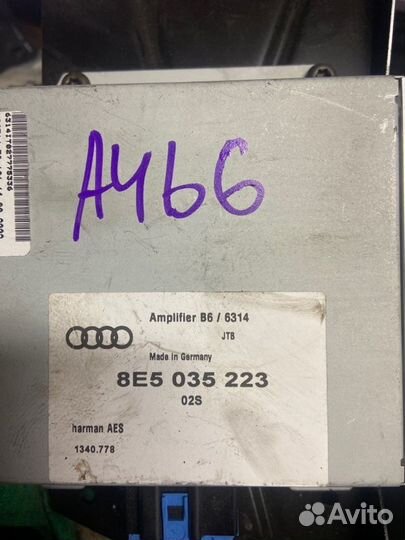 A4b6
Amplifier B6 / 6314
JTB
Made in Germany
8E5 035 223
02S
harman AES
1340.778
Avito